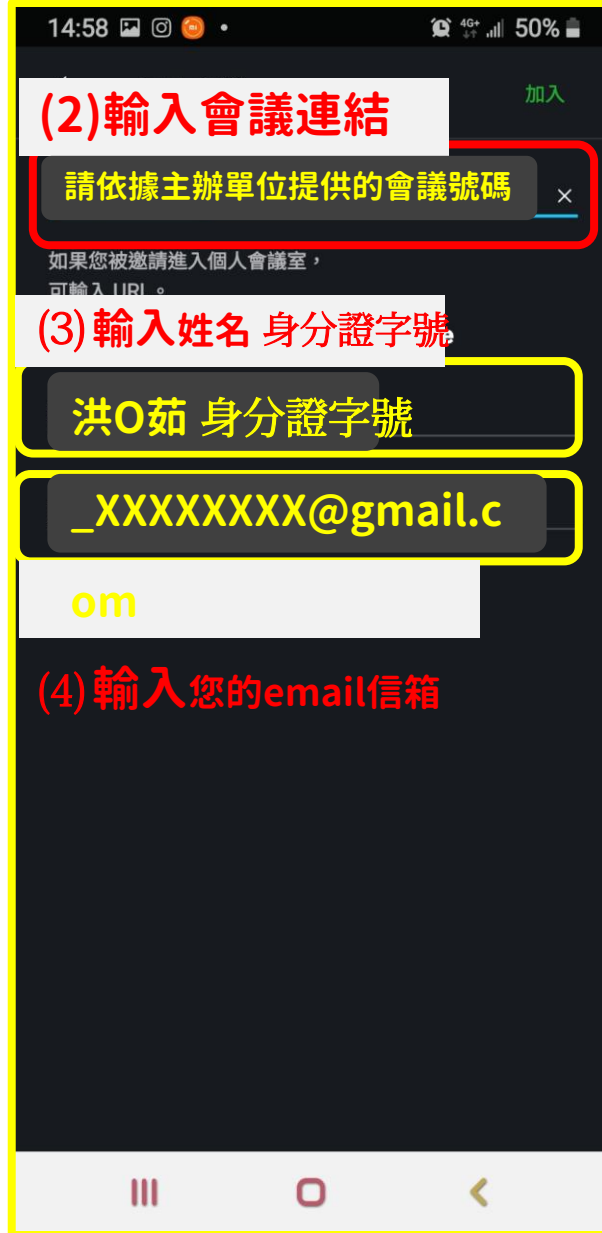 14:58 50%
4G+
加入
(2)輸入會議連結
請依據主辦單位提供的會議號碼 ×
如果您被邀請進入個人會議室，
可輸入 URL。
(3)輸入姓名 身分證字號
洪O茹 身分證字號
_XXXXXXXX@gmail.c
om
(4)輸入您的email信箱